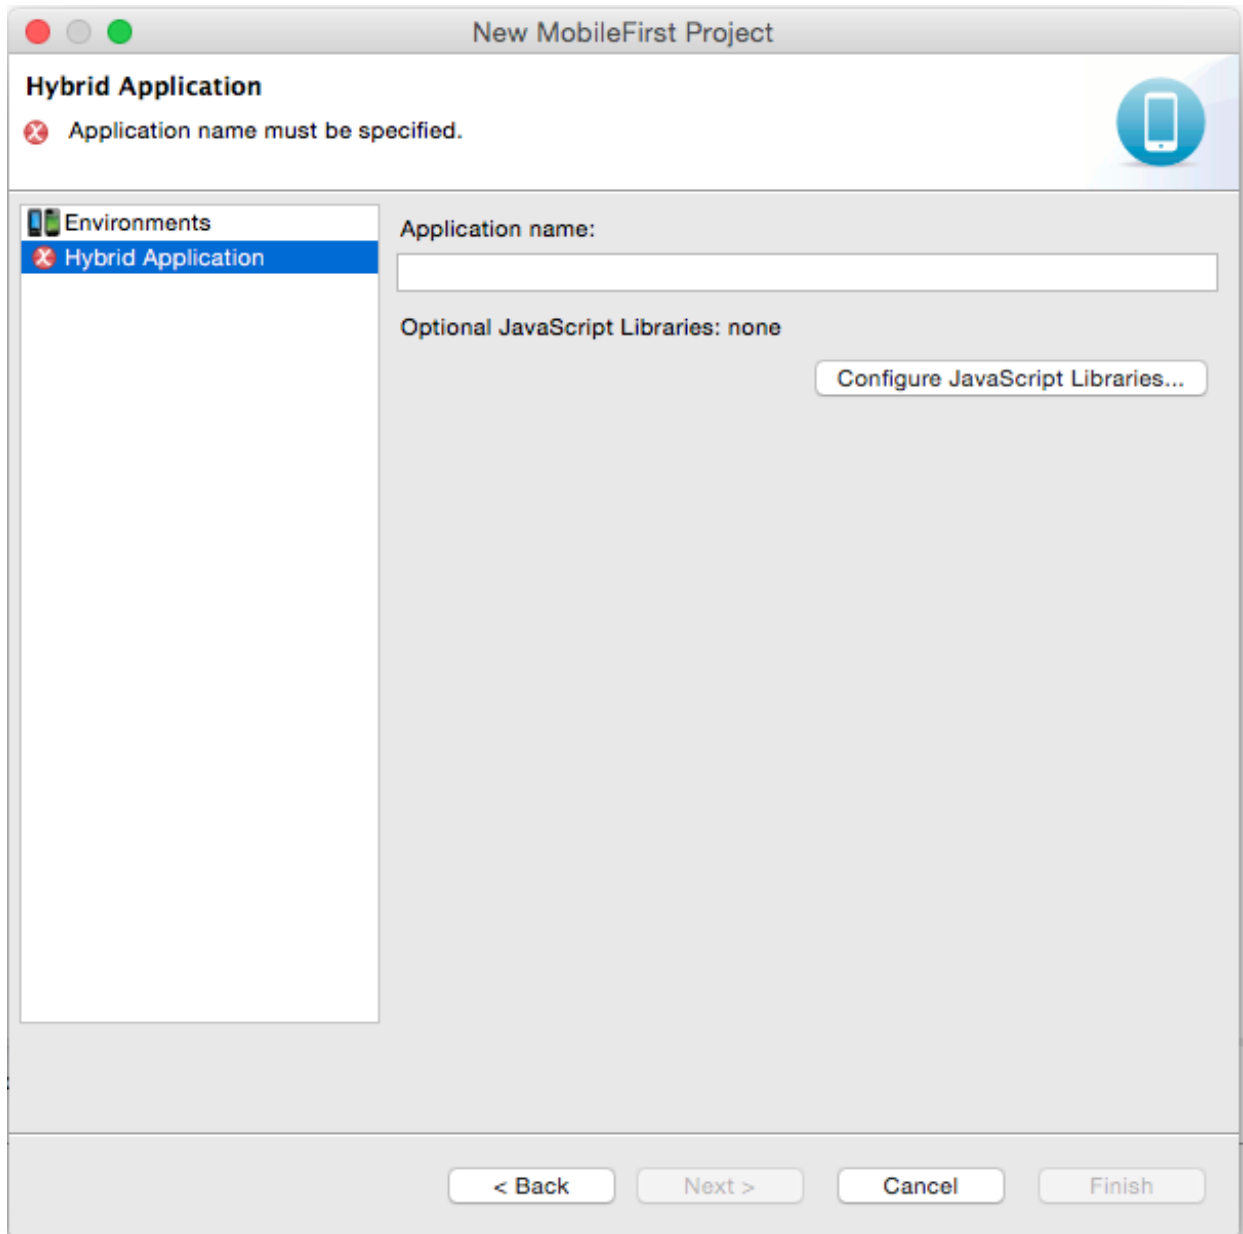 New MobileFirst Project
Hybrid Application
Application name must be specified.
Environments
Hybrid Application
Application name:
Optional JavaScript Libraries: none
Configure JavaScript Libraries...
< Back
Next >
Cancel
Finish